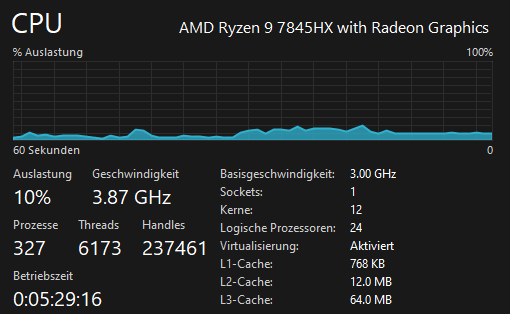 CPU AMD Ryzen 9 7845HX with Radeon Graphics
% Auslastung 100%
60 Sekunden 0
Auslastung Geschwindigkeit
10% 3.87 GHz
Prozesse Threads Handles
327 6173 237461
Betriebszeit
0:05:29:16
Basisgeschwindigkeit: 3.00 GHz
Sockets: 1
Kerne: 12
Logische Prozessoren: 24
Virtualisierung: Aktiviert
L1-Cache: 768 KB
L2-Cache: 12.0 MB
L3-Cache: 64.0 MB